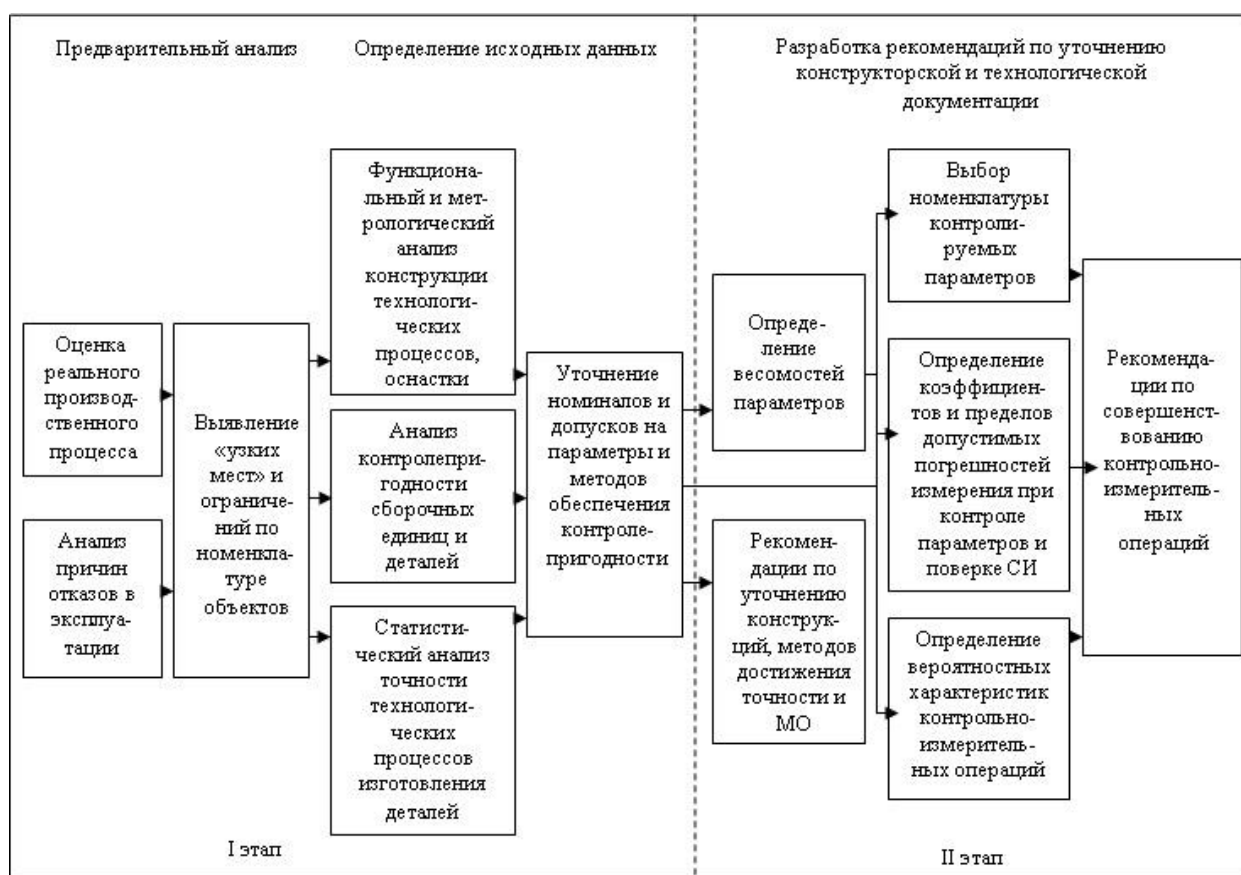 Предварительный анализ
Определение исходных данных
Разработка рекомендаций по уточнению
конструкторской и технологической
документации
Оценка
реального
производ-
ственного
процесса
Анализ
причин
отказов в
эксплуа-
тации
Выявление
«узких
мест» и
ограниче-
ний по
номенкла-
туре
объектов
Функциона-
льный и мет-
рологический
анализ
конструкции
технологи-
ческих
процессов,
оснастки
Анализ
контолепри-
годности
сборочных
единиц и
деталей
Статисти-
ческий анализ
точности
технологи-
ческих
процессов
изготовления
деталей
Уточнение
номиналов и
допусков на
параметры и
методов
обеспечения
контроле-
пригодности
Опреде-
ление
весомостей
параметров
Рекомен-
дации по
уточнению
конструк-
ций, методов
достижения
точности и
МО
Выбор
номенклатуры
контроли-
руемых
параметров
Определение
коэффициен-
тов и пределов
допустимых
погрешностей
измерения при
контроле
параметров и
поверке СИ
Определение
вероятностных
характеристик
контрольно-
измеритель-
ных операций
Рекоменда-
ции по
совершенст-
вованию
контрольно-
измеритель-
ных
операций
I этап
II этап